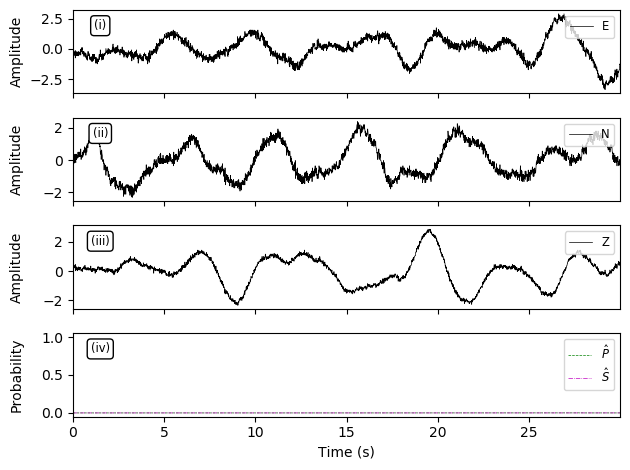 (i)
E
Amplitude
2.5
0.0
−2.5
(ii)
N
Amplitude
2
0
−2
(iii)
Z
Amplitude
2
0
−2
(iv)
P̂
Ŝ
Probability
1.0
0.5
0.0
0 5 10 15 20 25
Time (s)